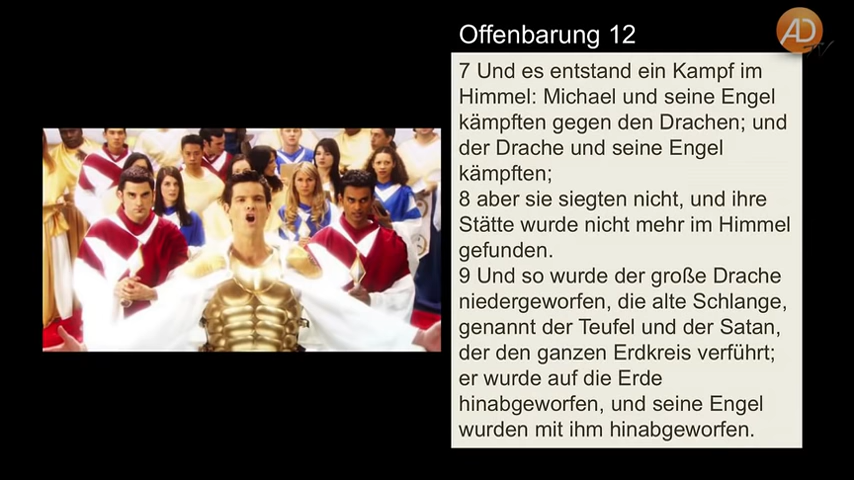 Offenbarung 12
AD
TV
7 Und es entstand ein Kampf im
Himmel: Michael und seine Engel
kämpften gegen den Drachen; und
der Drache und seine Engel
kämpften;
8 aber sie siegten nicht, und ihre
Stätte wurde nicht mehr im Himmel
gefunden.
9 Und so wurde der große Drache
niedergeworfen, die alte Schlange,
genannt der Teufel und der Satan,
der den ganzen Erdkreis verführt;
er wurde auf die Erde
hinabgeworfen, und seine Engel
wurden mit ihm hinabgeworfen.